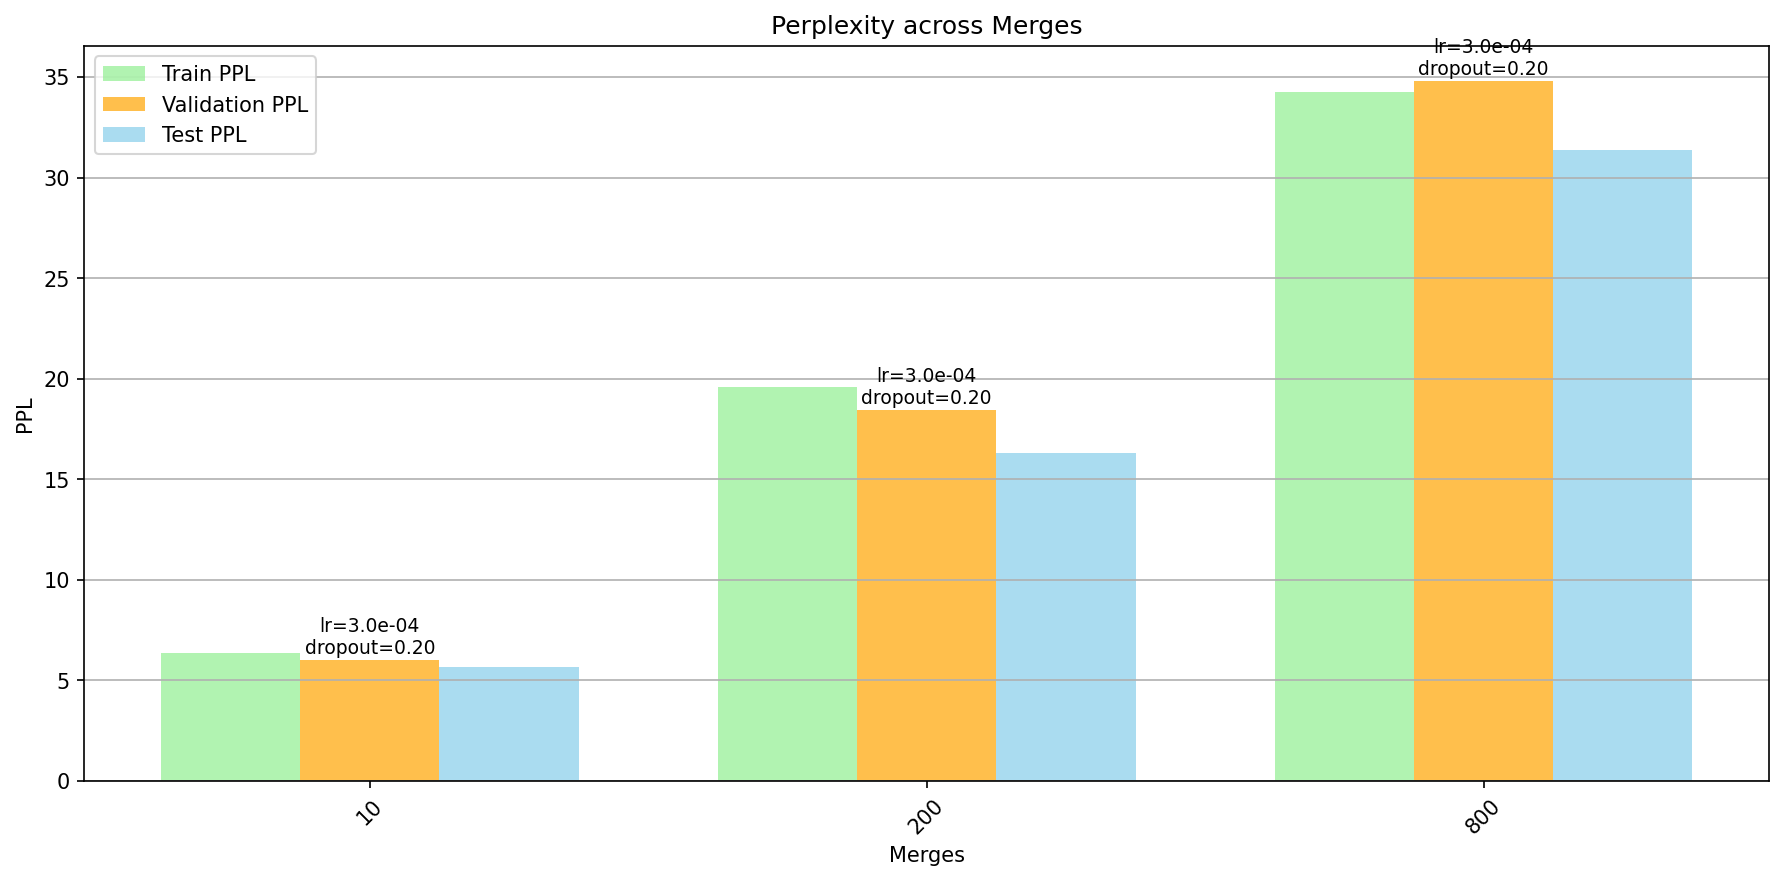 Perplexity across Merges
Train PPL
Validation PPL
Test PPL
lr=3.0e-04
dropout=0.20
lr=3.0e-04
dropout=0.20
lr=3.0e-04
dropout=0.20
PPL
35
30
25
20
15
10
5
0
10
200
800
Merges